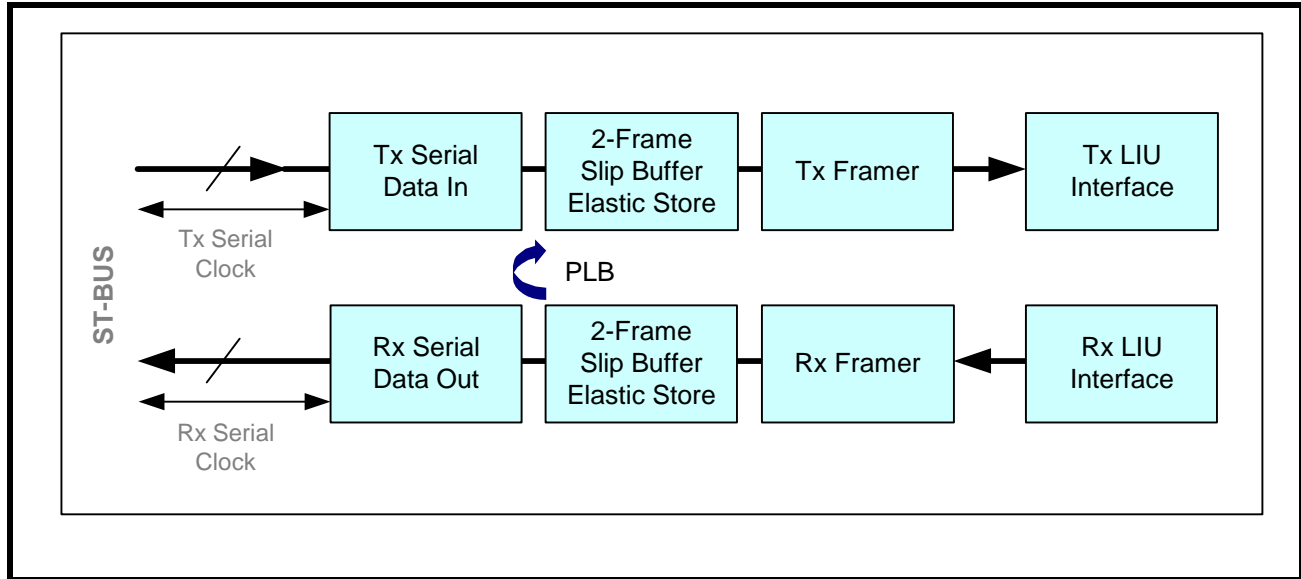 Tx Serial
Data In
2-Frame
Slip Buffer
Elastic Store
Tx Framer
Tx LIU
Interface
Tx Serial
Clock
ST-BUS
PLB
Rx Serial
Data Out
2-Frame
Slip Buffer
Elastic Store
Rx Framer
Rx LIU
Interface
Rx Serial
Clock